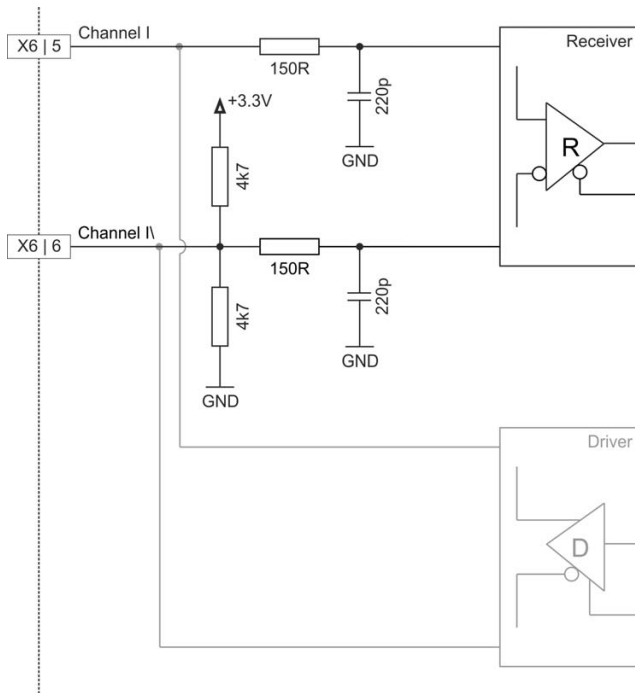 Channel I
X6 | 5
150R
220p
GND
Receiver
R
+3.3V
4k7
Channel I\
X6 | 6
150R
220p
GND
4k7
GND
Driver
D